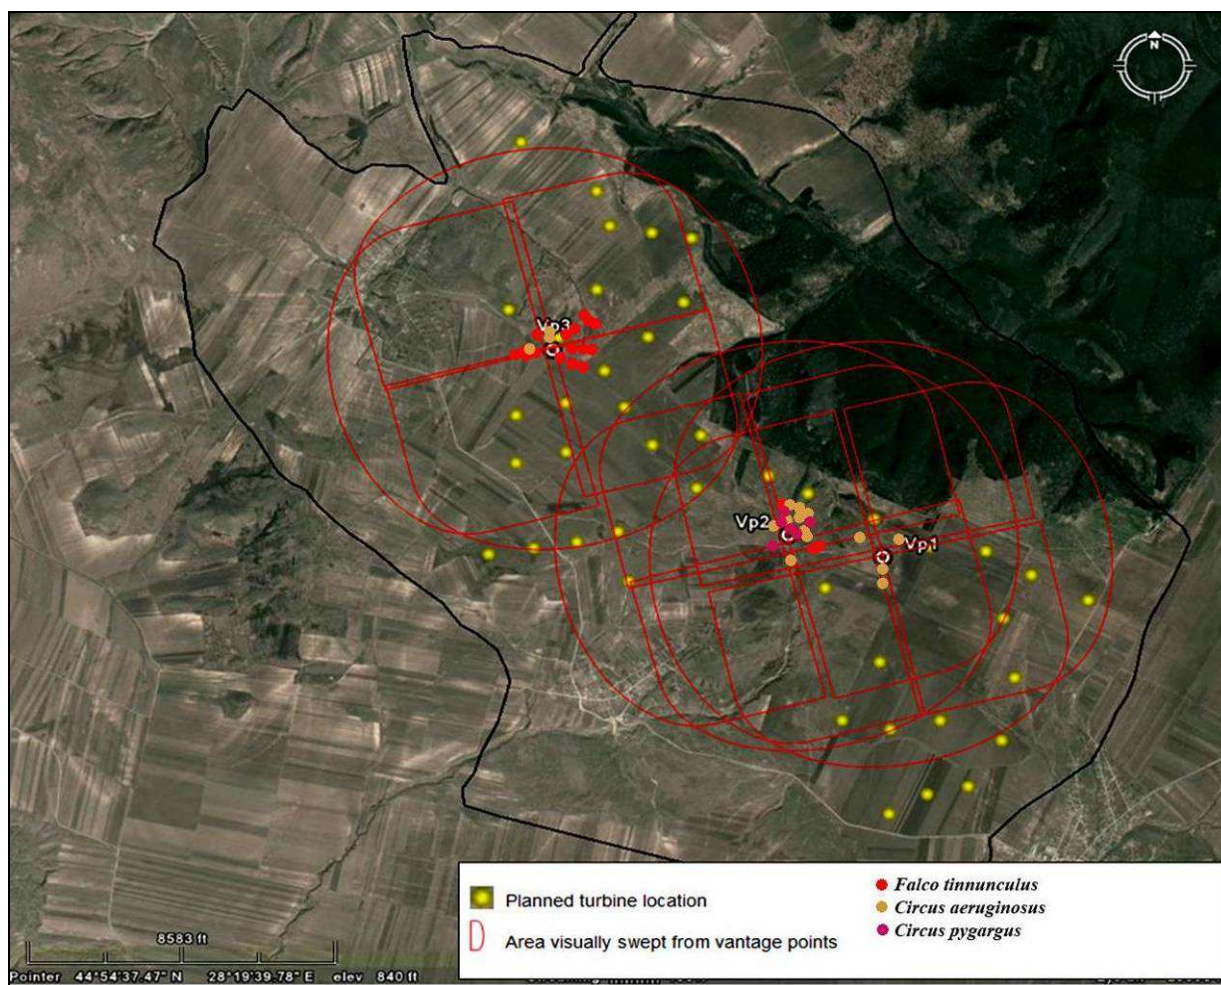 N
Vp3
Vp2
Vp1
Planned turbine location
Area visually swept from vantage points
Falco tinnunculus
Circus aeruginosus
Circus pygargus
8583 ft
Pointer 44°54'37.47" N 28°19'39.78" E elev 840 ft